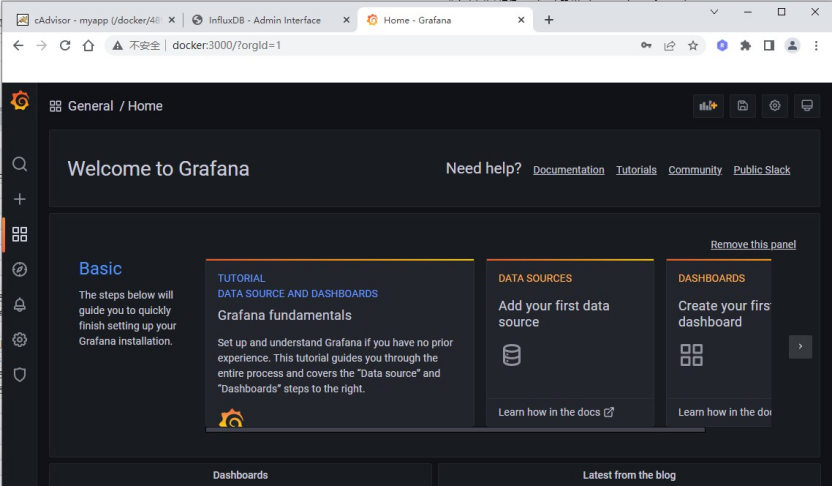 cAdvisor - myapp (/docker/48
InfluxDB - Admin Interface
Home - Grafana
不安全 docker:3000/?orgId=1
General / Home
Welcome to Grafana
Need help? Documentation Tutorials Community Public Slack
Remove this panel
Basic
The steps below will
guide you to quickly
finish setting up your
Grafana installation.
TUTORIAL
DATA SOURCE AND DASHBOARDS
Grafana fundamentals
Set up and understand Grafana if you have no prior
experience. This tutorial guides you through the
entire process and covers the “Data source” and
“Dashboards” steps to the right.
DATA SOURCES
Add your first data
source
Learn how in the docs
DASHBOARDS
Create your first
dashboard
Learn how in the
Dashboards
Latest from the blog